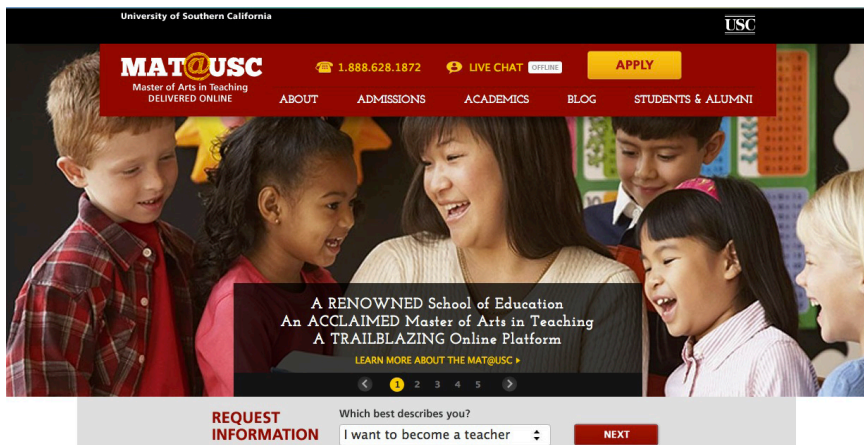 University of Southern California
USC
MAT@USC
Master of Arts in Teaching
DELIVERED ONLINE
1.888.628.1872
LIVE CHAT OFFLINE
APPLY
ABOUT ADMISSIONS ACADEMICS BLOG STUDENTS & ALUMNI
A RENOWNED School of Education
An ACCLAIMED Master of Arts in Teaching
A TRAILBLAZING Online Platform
LEARN MORE ABOUT THE MAT@USC
1 2 3 4 5
REQUEST
INFORMATION
Which best describes you?
I want to become a teacher
NEXT